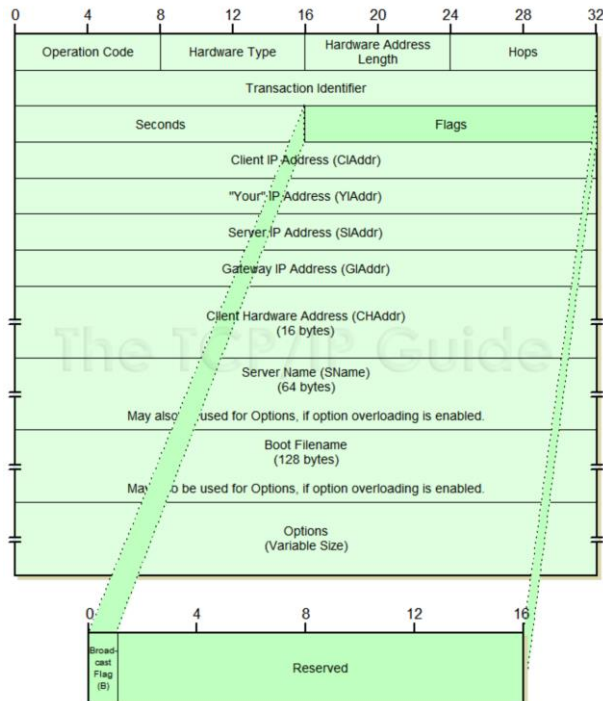 0 4 8 12 16 20 24 28 32
Operation Code Hardware Type Hardware Address Hops
Length
Transaction Identifier
Seconds Flags
Client IP Address (CIAddr)
"Your" IP Address (YIAddr)
Server IP Address (SIAddr)
Gateway IP Address (GIAddr)
Client Hardware Address (CHAddr)
(16 bytes)
The TCP/IP Guide
Server Name (SName)
(64 bytes)
May also be used for Options, if option overloading is enabled.
Boot Filename
(128 bytes)
May also be used for Options, if option overloading is enabled.
Options
(Variable Size)
0 4 8 12 16
Broad-
cast
Flag
(B)
Reserved